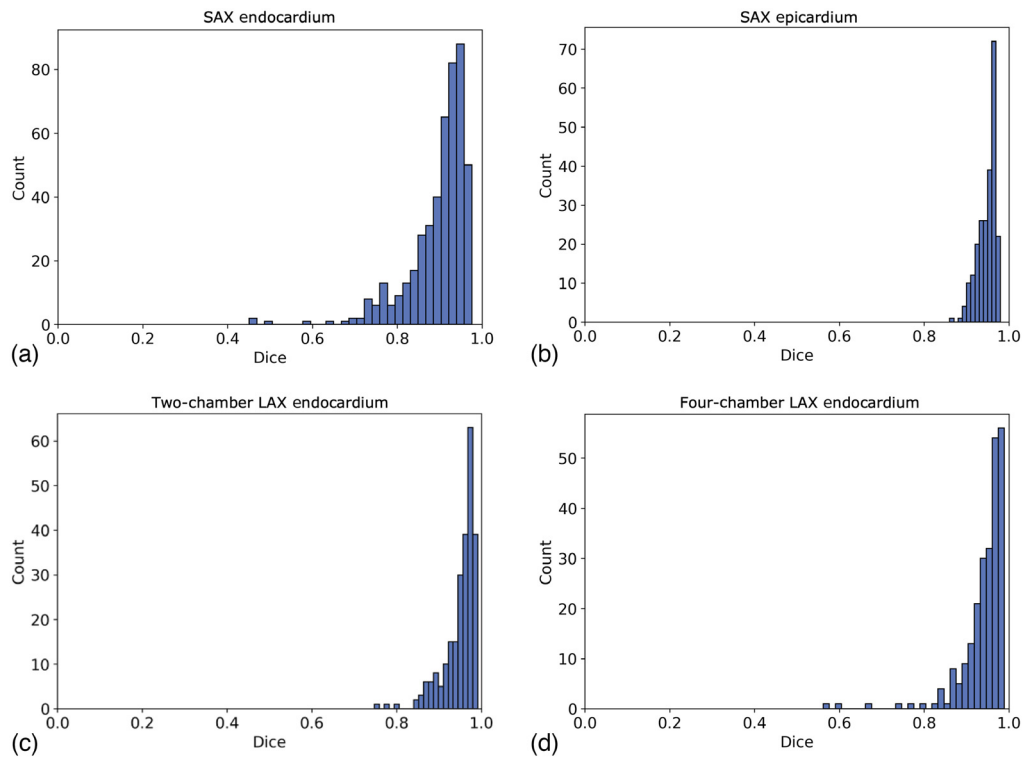 SAX endocardium
80
60
40
20
0
Count
0.0 0.2 0.4 0.6 0.8 1.0
Dice
(a)
SAX epicardium
70
60
50
40
30
20
10
0
Count
0.0 0.2 0.4 0.6 0.8 1.0
Dice
(b)
Two-chamber LAX endocardium
60
50
40
30
20
10
0
Count
0.0 0.2 0.4 0.6 0.8 1.0
Dice
(c)
Four-chamber LAX endocardium
50
40
30
20
10
0
Count
0.0 0.2 0.4 0.6 0.8 1.0
Dice
(d)